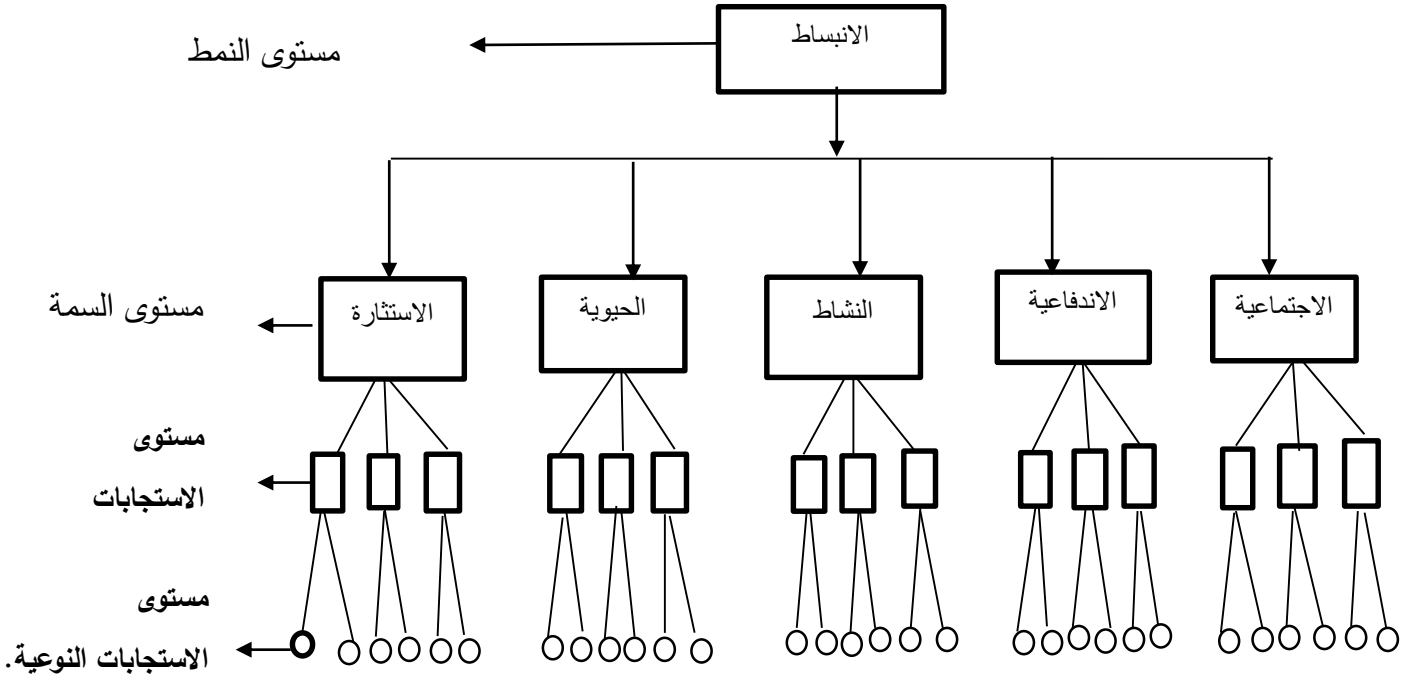 الانبساط
مستوى النمط
الاجتماعية
الاندفاعية
النشاط
الحيوية
الاستثارة
مستوى السمة
مستوى
الاستجابات
مستوى
الاستجابات النوعية.